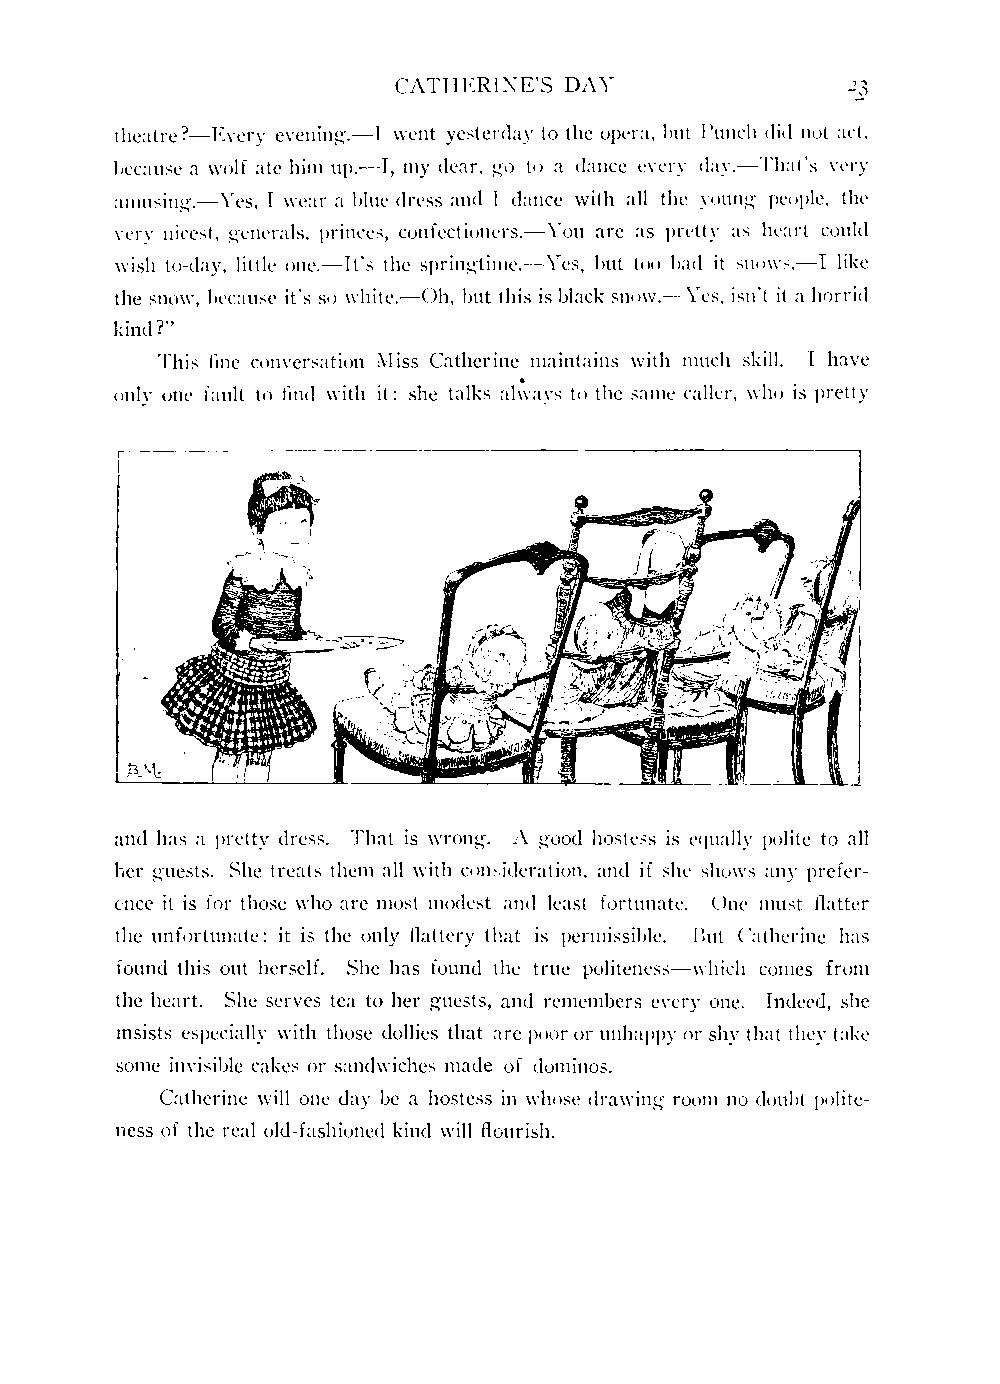 CATHERINE'S DAY 23
theatre?—Every evening.—I went yesterday to the opera, but Punch did not act,
because a wolf ate him up.—I, my dear, go to a dance every day.—That's very
amusing.—Yes, I wear a blue dress and I dance with all the young people, the
very nicest, generals, princes, confectioners.—You are as pretty as heart could
wish to-day, little one.—It's the springtime.—Yes, but too bad it snows.—I like
the snow, because it's so white.—Oh, but this is black snow.—Yes, isn't it a horrid
kind?”
This fine conversation Miss Catherine maintains with much skill. I have
only one fault to find with it: she talks always to the same caller, who is pretty
B.M.
and has a pretty dress. That is wrong. A good hostess is equally polite to all
her guests. She treats them all with consideration, and if she shows any prefer-
ence it is for those who are most modest and least fortunate. One must flatter
the unfortunate: it is the only flattery that is permissible. But Catherine has
found this out herself. She has found the true politeness—which comes from
the heart. She serves tea to her guests, and remembers every one. Indeed, she
insists especially with those dollies that are poor or unhappy or shy that they take
some invisible cakes or sandwiches made of dominos.
Catherine will one day be a hostess in whose drawing room no doubt polite-
ness of the real old-fashioned kind will flourish.